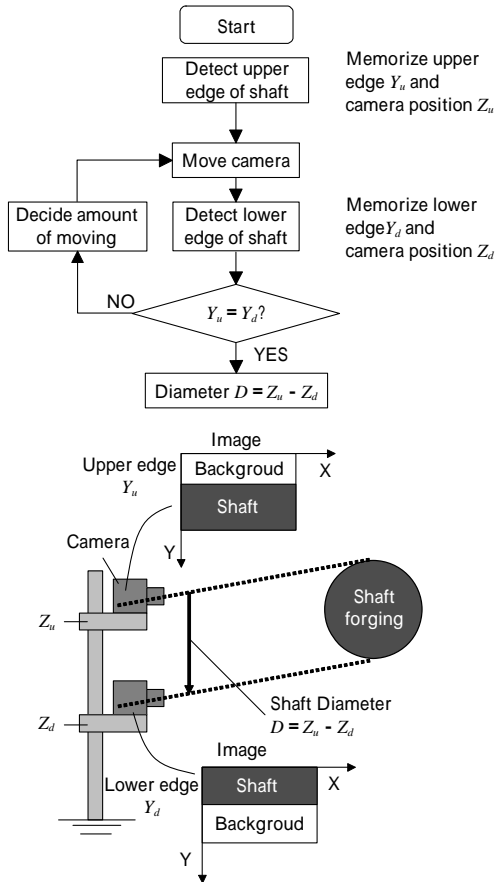 Start
Detect upper
edge of shaft
Memorize upper
edge Yu and
camera position Zu
Move camera
Decide amount
of moving
Detect lower
edge of shaft
Memorize lower
edgeYd and
camera position Zd
NO
Yu = Yd?
YES
Diameter D = Zu - Zd
Image
Upper edge
Yu
Backgroud
X
Shaft
Camera
Y
Zu
Shaft
forging
Zd
Shaft Diameter
D = Zu - Zd
Image
Lower edge
Yd
Shaft
X
Backgroud
Y